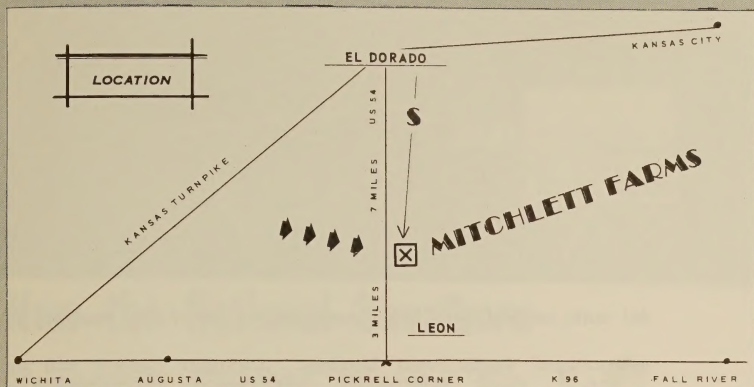 LOCATION
EL DORADO
KANSAS CITY
KANSAS TURNPIKE
7 MILES US 54
S
MITCHLETT FARMS
3 MILES
LEON
WICHITA AUGUSTA US 54 PICKRELL CORNER K 96 FALL RIVER